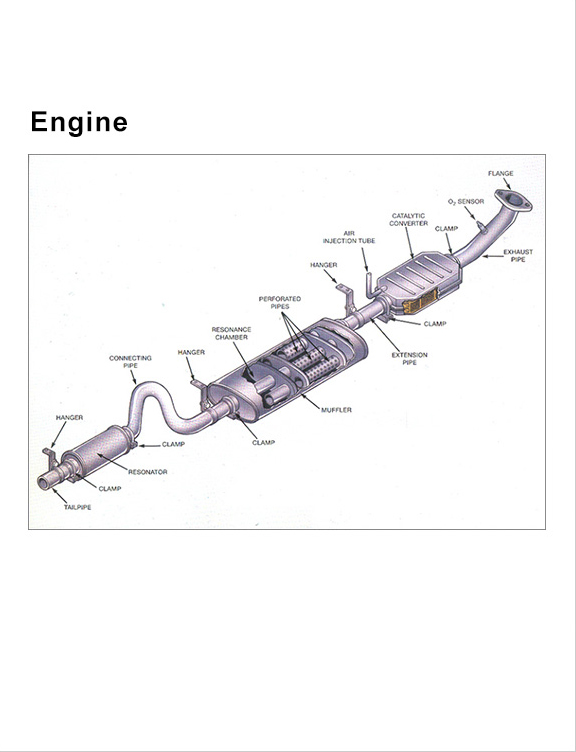 Engine
FLANGE
O₂ SENSOR
CATALYTIC
CONVERTER
CLAMP
AIR
INJECTION TUBE
EXHAUST
PIPE
HANGER
PERFORATED
PIPES
CLAMP
RESONANCE
CHAMBER
EXTENSION
PIPE
CONNECTING
PIPE
HANGER
MUFFLER
HANGER
CLAMP
CLAMP
RESONATOR
CLAMP
TAILPIPE